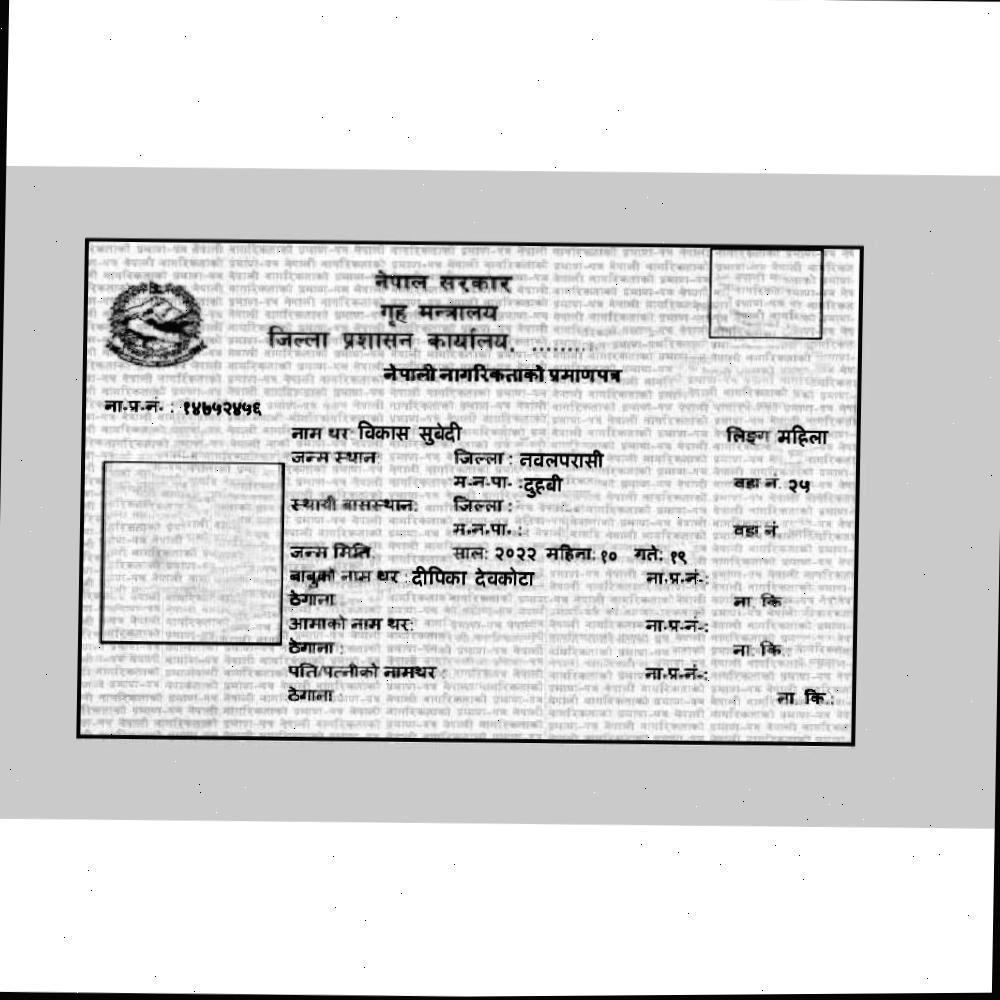 नेपाल सरकार
गृह मन्त्रालय
जिल्ला प्रशासन कार्यालय. .........
नेपाली नागरिकताको प्रमाणपत्र
ना.प्र.नं. : १४७५२४५६
नाम थर विकास सुबेदी लिङ्ग महिला
जन्म स्थान: जिल्ला : नवलपरासी
म.न.पा. :दुहबी वडा नं. २५
स्थायी बासस्थान: जिल्ला :
म.न.पा. : वडा नं.
जन्म मिति: साल: २०२२ महिना: १० गते: १९
बाबुको नाम थर : दीपिका देवकोटा ना.प्र.नं.:
ठेगाना ना. कि
आमाको नाम थर: ना.प्र.नं.:
ठेगाना : ना. कि.:
पति/पत्नीको नामथर : ना.प्र.नं.:
ठेगाना ना. कि.: